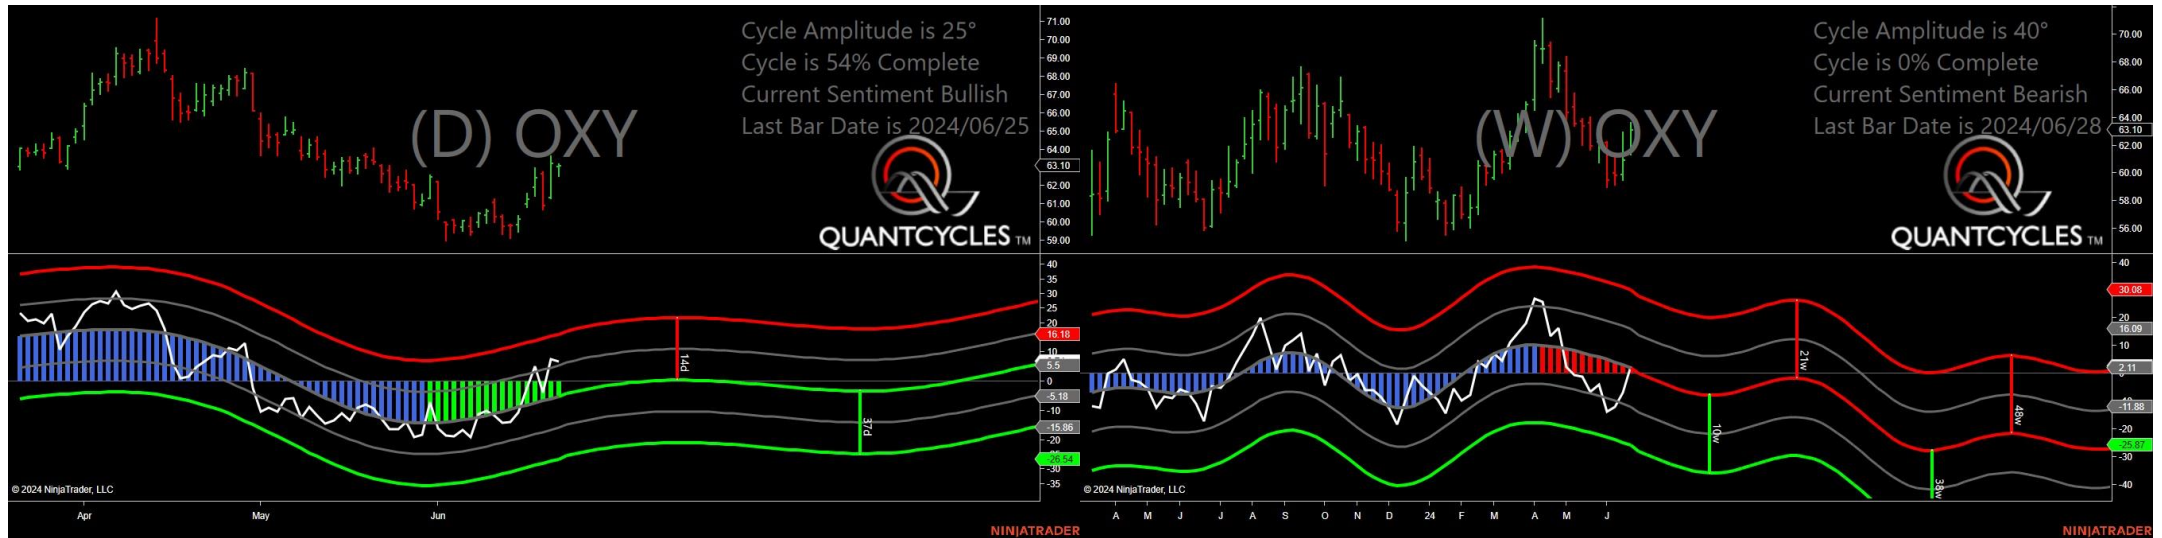 Cycle Amplitude is 25°
Cycle is 54% Complete
Current Sentiment Bullish
Last Bar Date is 2024/06/25
(D) OXY
QUANTCYCLES TM
71.00
70.00
69.00
68.00
67.00
66.00
65.00
64.00
63.10
62.00
61.00
60.00
59.00
40
35
30
25
20
16.18
10
5.5
0
-5.18
-10
-15.86
-20
-26.54
-30
-35
14d
37d
© 2024 NinjaTrader, LLC
Apr May Jun
NINJATRADER
Cycle Amplitude is 40°
Cycle is 0% Complete
Current Sentiment Bearish
Last Bar Date is 2024/06/28
(W) OXY
QUANTCYCLES TM
70.00
68.00
66.00
64.00
63.10
62.00
60.00
58.00
56.00
40
30.08
20
16.09
10
2.11
0
-11.88
-20
-25.87
-30
-40
21w
10w
48w
38w
© 2024 NinjaTrader, LLC
A M J J A S O N D 24 F M A M J
NINJATRADER